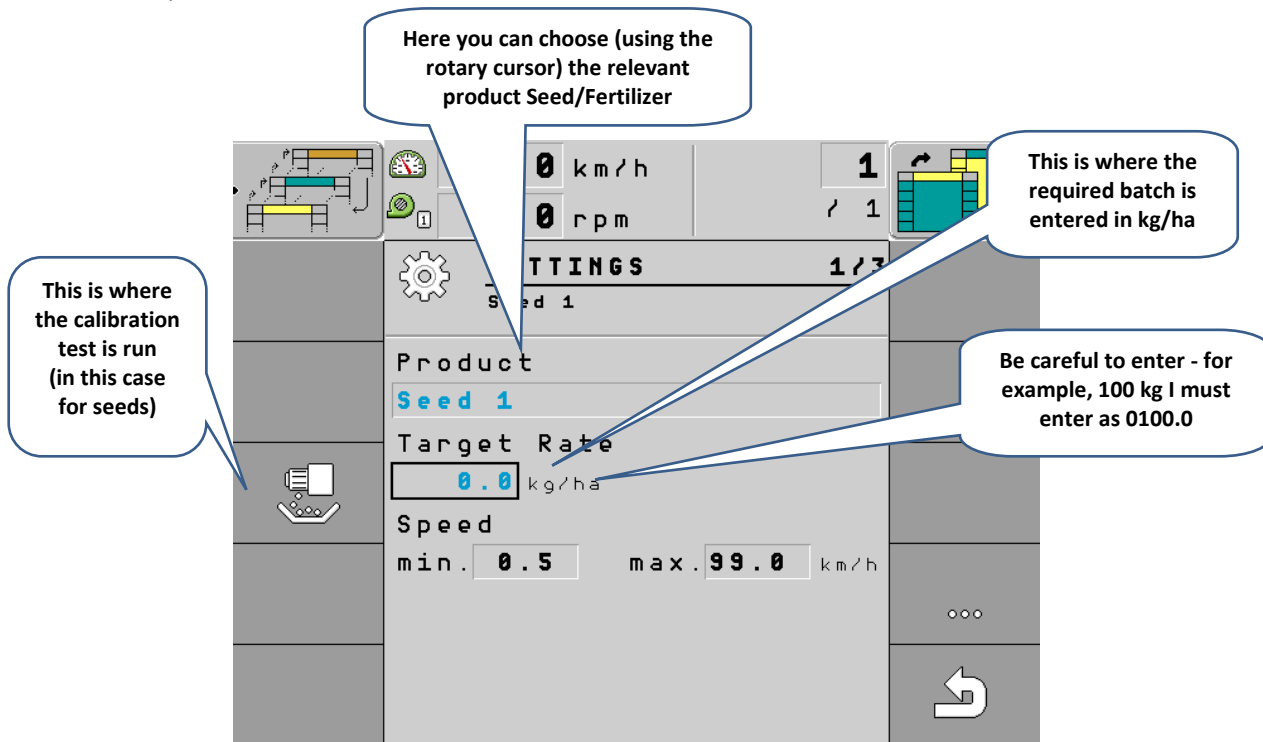 Here you can choose (using the
rotary cursor) the relevant
product Seed/Fertilizer
This is where the
required batch is
entered in kg/ha
This is where
the calibration
test is run
(in this case
for seeds)
Be careful to enter - for
example, 100 kg I must
enter as 0100.0
0 km/h
1
1
0 rpm
/ 1
TTINGS 1/3
S ed 1
Product
Seed 1
Target Rate
0.0 kg/ha
Speed
min. 0.5 max. 99.0 km/h